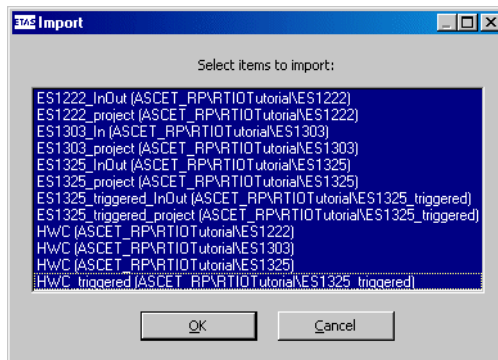 ETAS Import
Select items to import:
ES1222_InOut (ASCET_RP\RTIOTutorial\ES1222)
ES1222_project (ASCET_RP\RTIOTutorial\ES1222)
ES1303_In (ASCET_RP\RTIOTutorial\ES1303)
ES1303_project (ASCET_RP\RTIOTutorial\ES1303)
ES1325_InOut (ASCET_RP\RTIOTutorial\ES1325)
ES1325_project (ASCET_RP\RTIOTutorial\ES1325)
ES1325_triggered_InOut (ASCET_RP\RTIOTutorial\ES1325_triggered)
ES1325_triggered_project (ASCET_RP\RTIOTutorial\ES1325_triggered)
HWC (ASCET_RP\RTIOTutorial\ES1222)
HWC (ASCET_RP\RTIOTutorial\ES1303)
HWC (ASCET_RP\RTIOTutorial\ES1325)
HWC_triggered (ASCET_RP\RTIOTutorial\ES1325_triggered)
OK Cancel